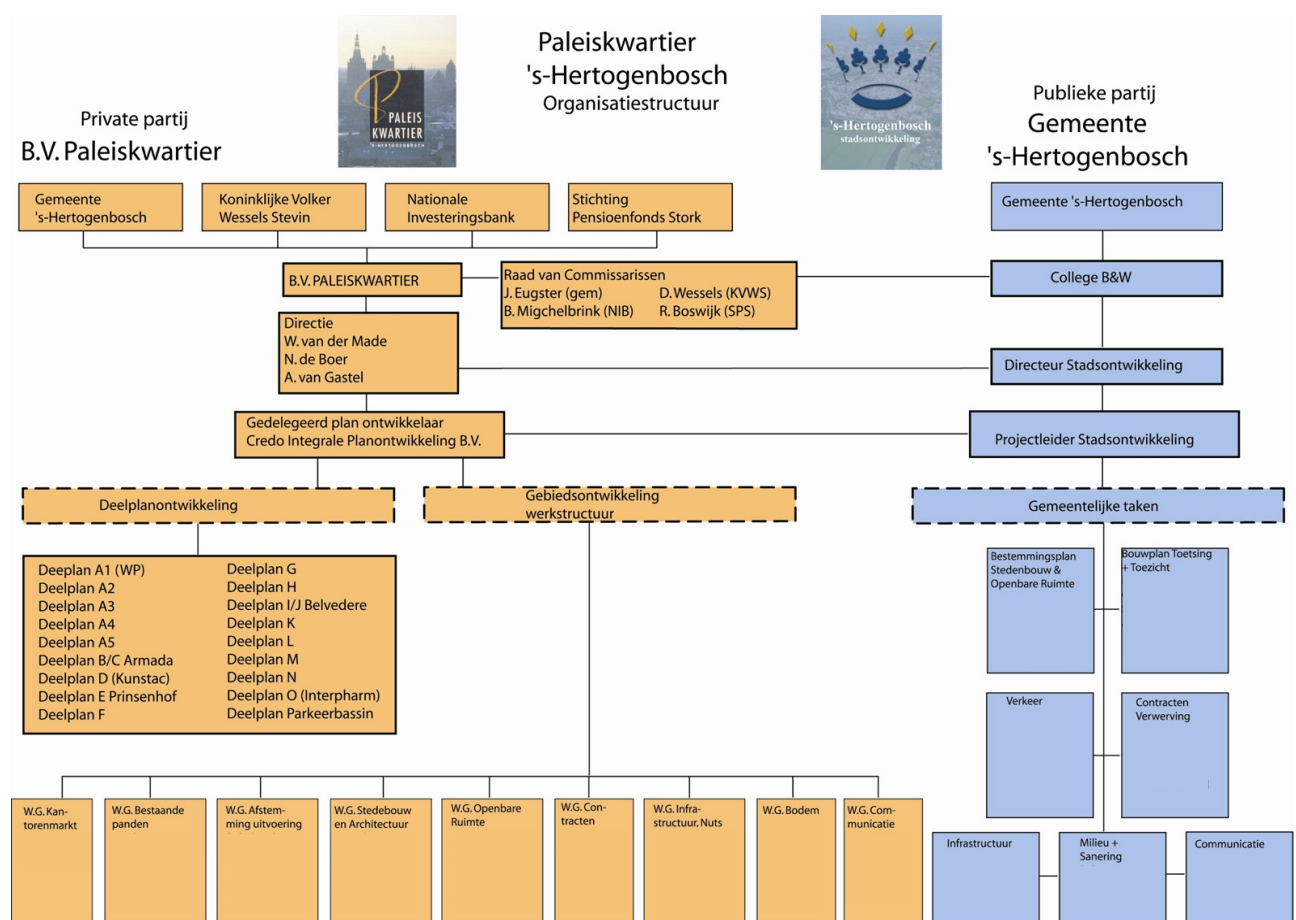 Paleiskwartier
's-Hertogenbosch
Organisatiestructuur
PALEIS
KWARTIER
'S-HERTOGENBOSCH
's-Hertogenbosch
stadsontwikkeling
Private partij
B.V. Paleiskwartier
Publieke partij
Gemeente
's-Hertogenbosch
Gemeente
's-Hertogenbosch
Koninklijke Volker
Wessels Stevin
Nationale
Investeringsbank
Stichting
Pensioenfonds Stork
Gemeente 's-Hertogenbosch
B.V. PALEISKWARTIER
Raad van Commissarissen
J. Eugster (gem) D. Wessels (KVWS)
B. Migchelbrink (NIB) R. Boswijk (SPS)
College B&W
Directie
W. van der Made
N. de Boer
A. van Gastel
Directeur Stadsontwikkeling
Gedelegeerd plan ontwikkelaar
Credo Integrale Planontwikkeling B.V.
Projectleider Stadsontwikkeling
Deelplanontwikkeling
Gebiedsontwikkeling
werkstructuur
Gemeentelijke taken
Deeplan A1 (WP)
Deelplan A2
Deelplan A3
Deelplan A4
Deelplan A5
Deelplan B/C Armada
Deelplan D (Kunstac)
Deelplan E Prinsenhof
Deelplan F
Deelplan G
Deelplan H
Deelplan I/J Belvedere
Deelplan K
Deelplan L
Deelplan M
Deelplan N
Deelplan O (Interpharm)
Deelplan Parkeerbassin
Bestemmingsplan
Stedenbouw &
Openbare Ruimte
Bouwplan Toetsing
+ Toezicht
Verkeer
Contracten
Verwerving
W.G. Kan-
torenmarkt
W.G. Bestaande
panden
W.G. Afstem-
ming uitvoering
W.G. Stedebouw
en Architectuur
W.G. Openbare
Ruimte
W.G. Con-
tracten
W.G. Infra-
structuur. Nuts
W.G. Bodem
W.G. Com-
municatie
Infrastructuur
Milieu +
Sanering
Communicatie